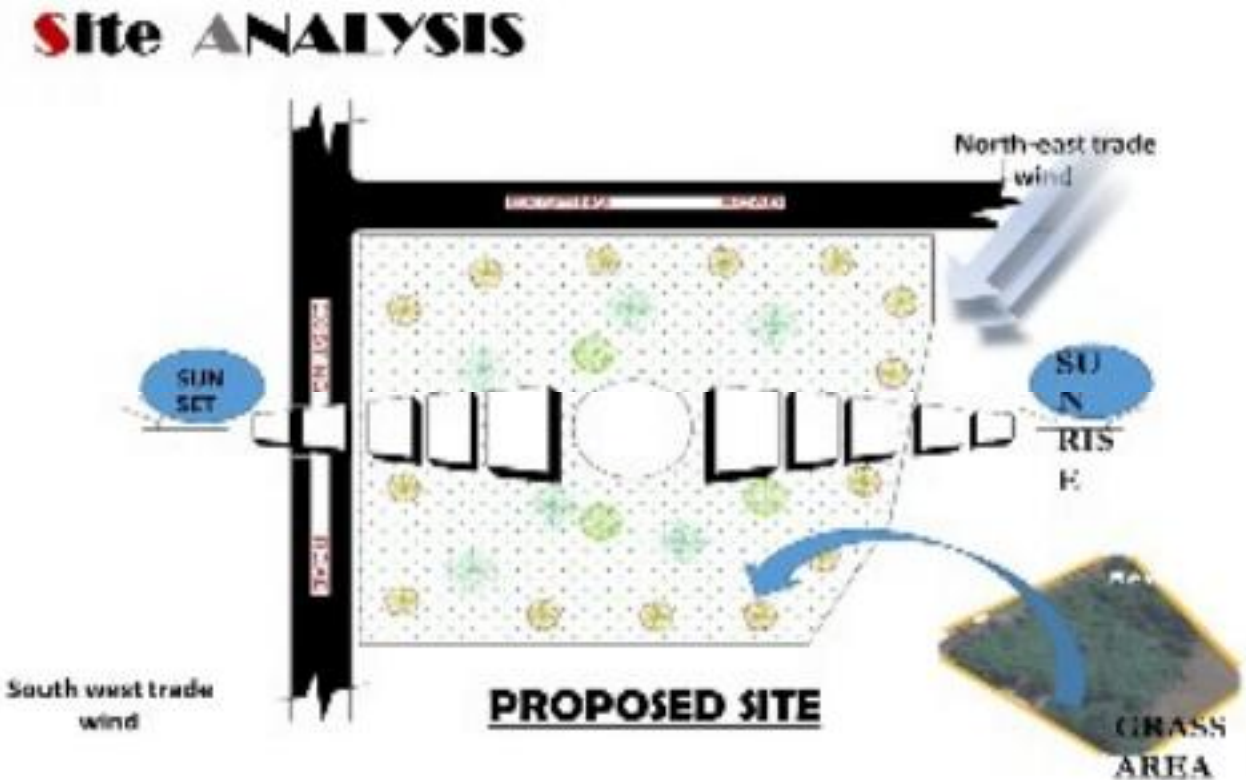 Site ANALYSIS
North-east trade
wind
SUN
SET
SU
N
RIS
E
South west trade
wind
PROPOSED SITE
GRASS
AREA